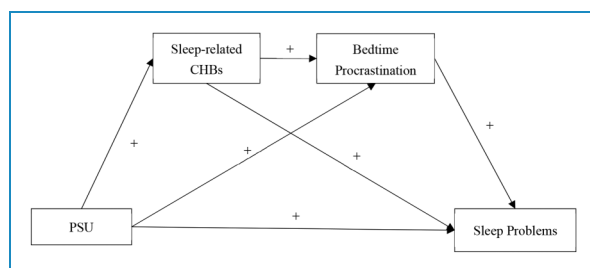 Sleep-related
CHBs
+
Bedtime
Procrastination
+
+
+
+
+
PSU
Sleep Problems